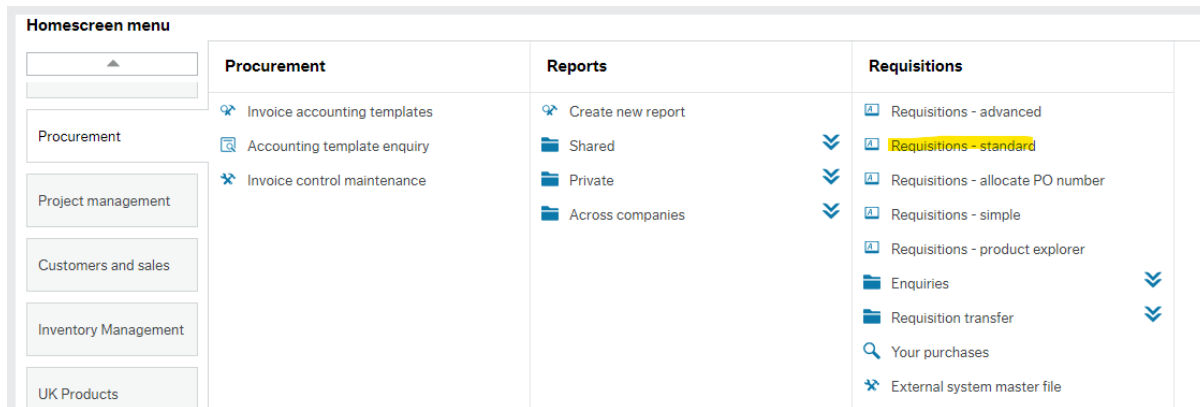 Homescreen menu
Procurement
Project management
Customers and sales
Inventory Management
UK Products
Procurement
Invoice accounting templates
Accounting template enquiry
Invoice control maintenance
Reports
Create new report
Shared
Private
Across companies
Requisitions
Requisitions - advanced
Requisitions - standard
Requisitions - allocate PO number
Requisitions - simple
Requisitions - product explorer
Enquiries
Requisition transfer
Your purchases
External system master file